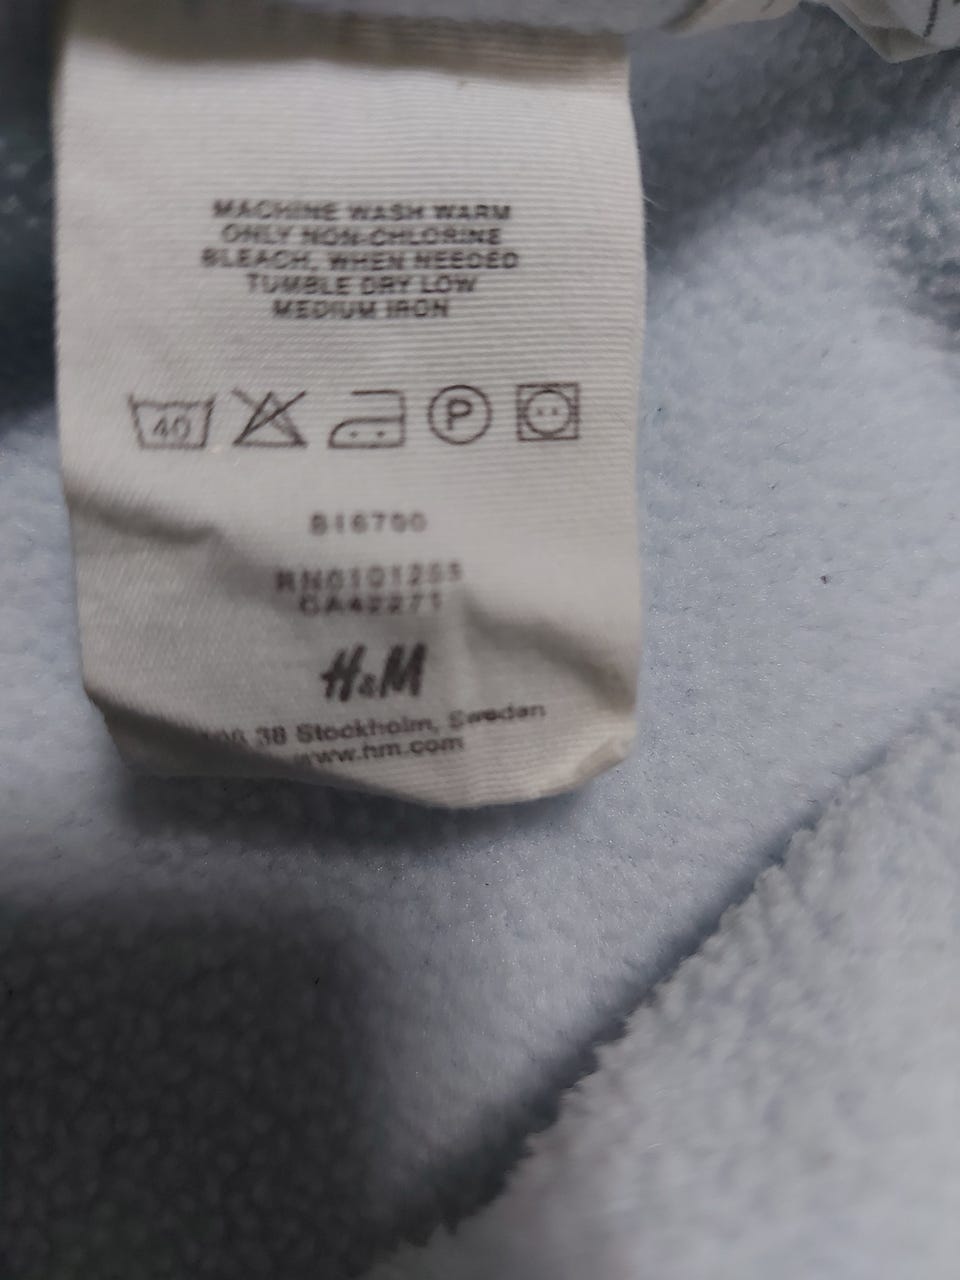 MACHINE WASH WARM
ONLY NON-CHLORINE
BLEACH, WHEN NEEDED
TUMBLE DRY LOW
MEDIUM IRON
40 P
816700
RN0101255
CA42271
H&M
38 Stockholm, Sweden
www.hm.com